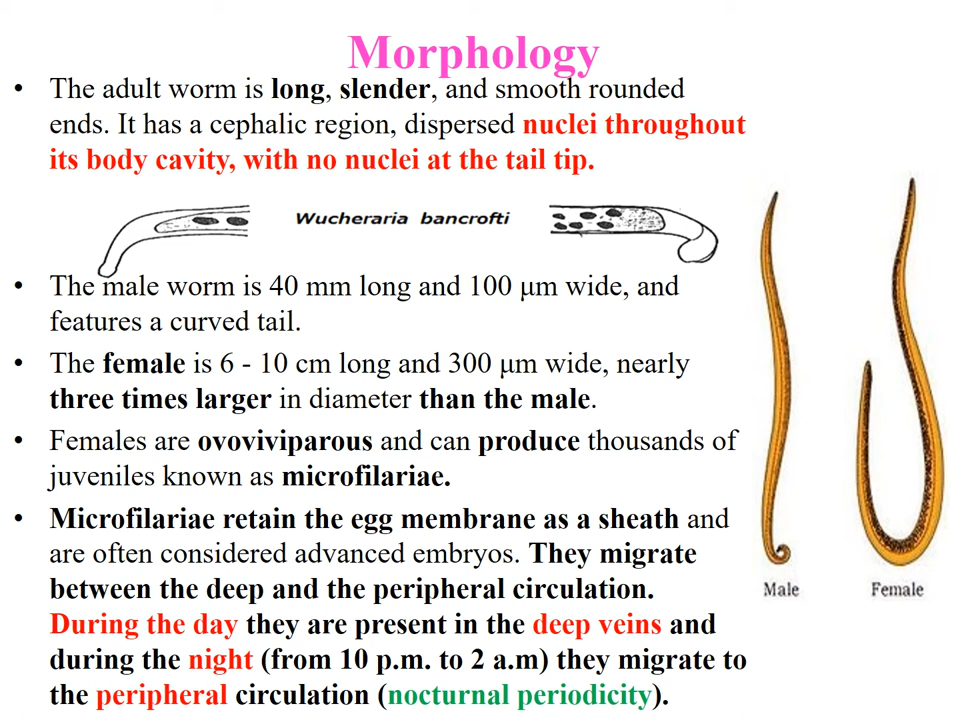 Morphology
• The adult worm is long, slender, and smooth rounded
ends. It has a cephalic region, dispersed nuclei throughout
its body cavity, with no nuclei at the tail tip.
Wucheraria bancrofti
• The male worm is 40 mm long and 100 μm wide, and
features a curved tail.
• The female is 6 - 10 cm long and 300 μm wide, nearly
three times larger in diameter than the male.
• Females are ovoviviparous and can produce thousands of
juveniles known as microfilariae.
• Microfilariae retain the egg membrane as a sheath and
are often considered advanced embryos. They migrate
between the deep and the peripheral circulation.
During the day they are present in the deep veins and
during the night (from 10 p.m. to 2 a.m) they migrate to
the peripheral circulation (nocturnal periodicity).
Male
Female